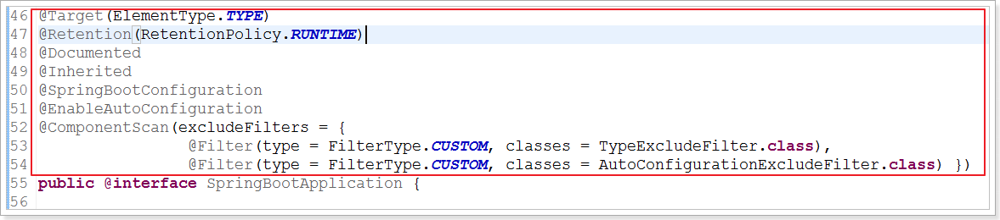 46 @Target(ElementType.TYPE)
47 @Retention(RetentionPolicy.RUNTIME)
48 @Documented
49 @Inherited
50 @SpringBootConfiguration
51 @EnableAutoConfiguration
52 @ComponentScan(excludeFilters = {
53 @Filter(type = FilterType.CUSTOM, classes = TypeExcludeFilter.class),
54 @Filter(type = FilterType.CUSTOM, classes = AutoConfigurationExcludeFilter.class) })
55 public @interface SpringBootApplication {
56